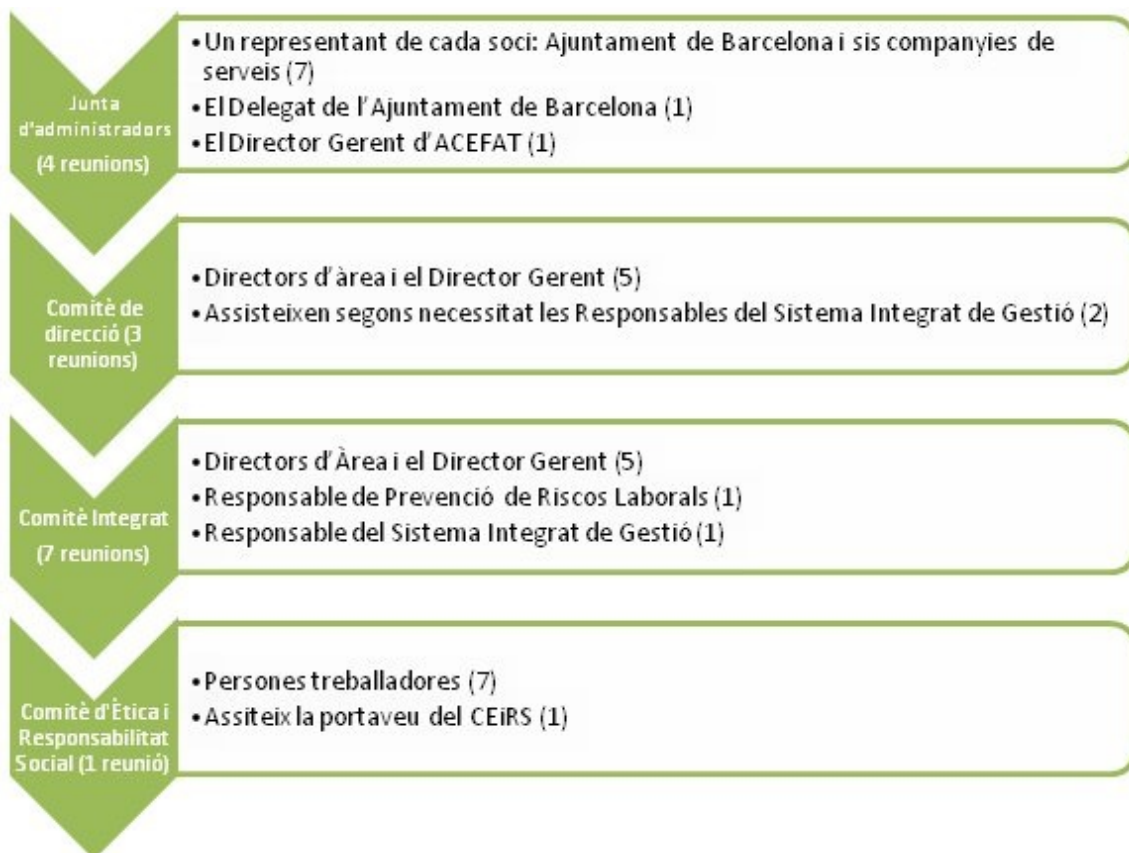 Junta
d'administradors
(4 reunions)
•Un representant de cada soci: Ajuntament de Barcelona i sis companyies de
serveis (7)
•El Delegat de l'Ajuntament de Barcelona (1)
•El Director Gerent d'ACEFAT (1)
Comitè de
direcció (3
reunions)
•Directors d'àrea i el Director Gerent (5)
•Assisteixen segons necessitat les Responsables del Sistema Integrat de Gestió (2)
Comitè Integrat
(7 reunions)
•Directors d'Àrea i el Director Gerent (5)
•Responsable de Prevenció de Riscos Laborals (1)
•Responsable del Sistema Integrat de Gestió (1)
Comitè d'Ètica i
Responsabilitat
Social (1 reunió)
•Persones treballadores (7)
•Assiteix la portaveu del CEiRS (1)